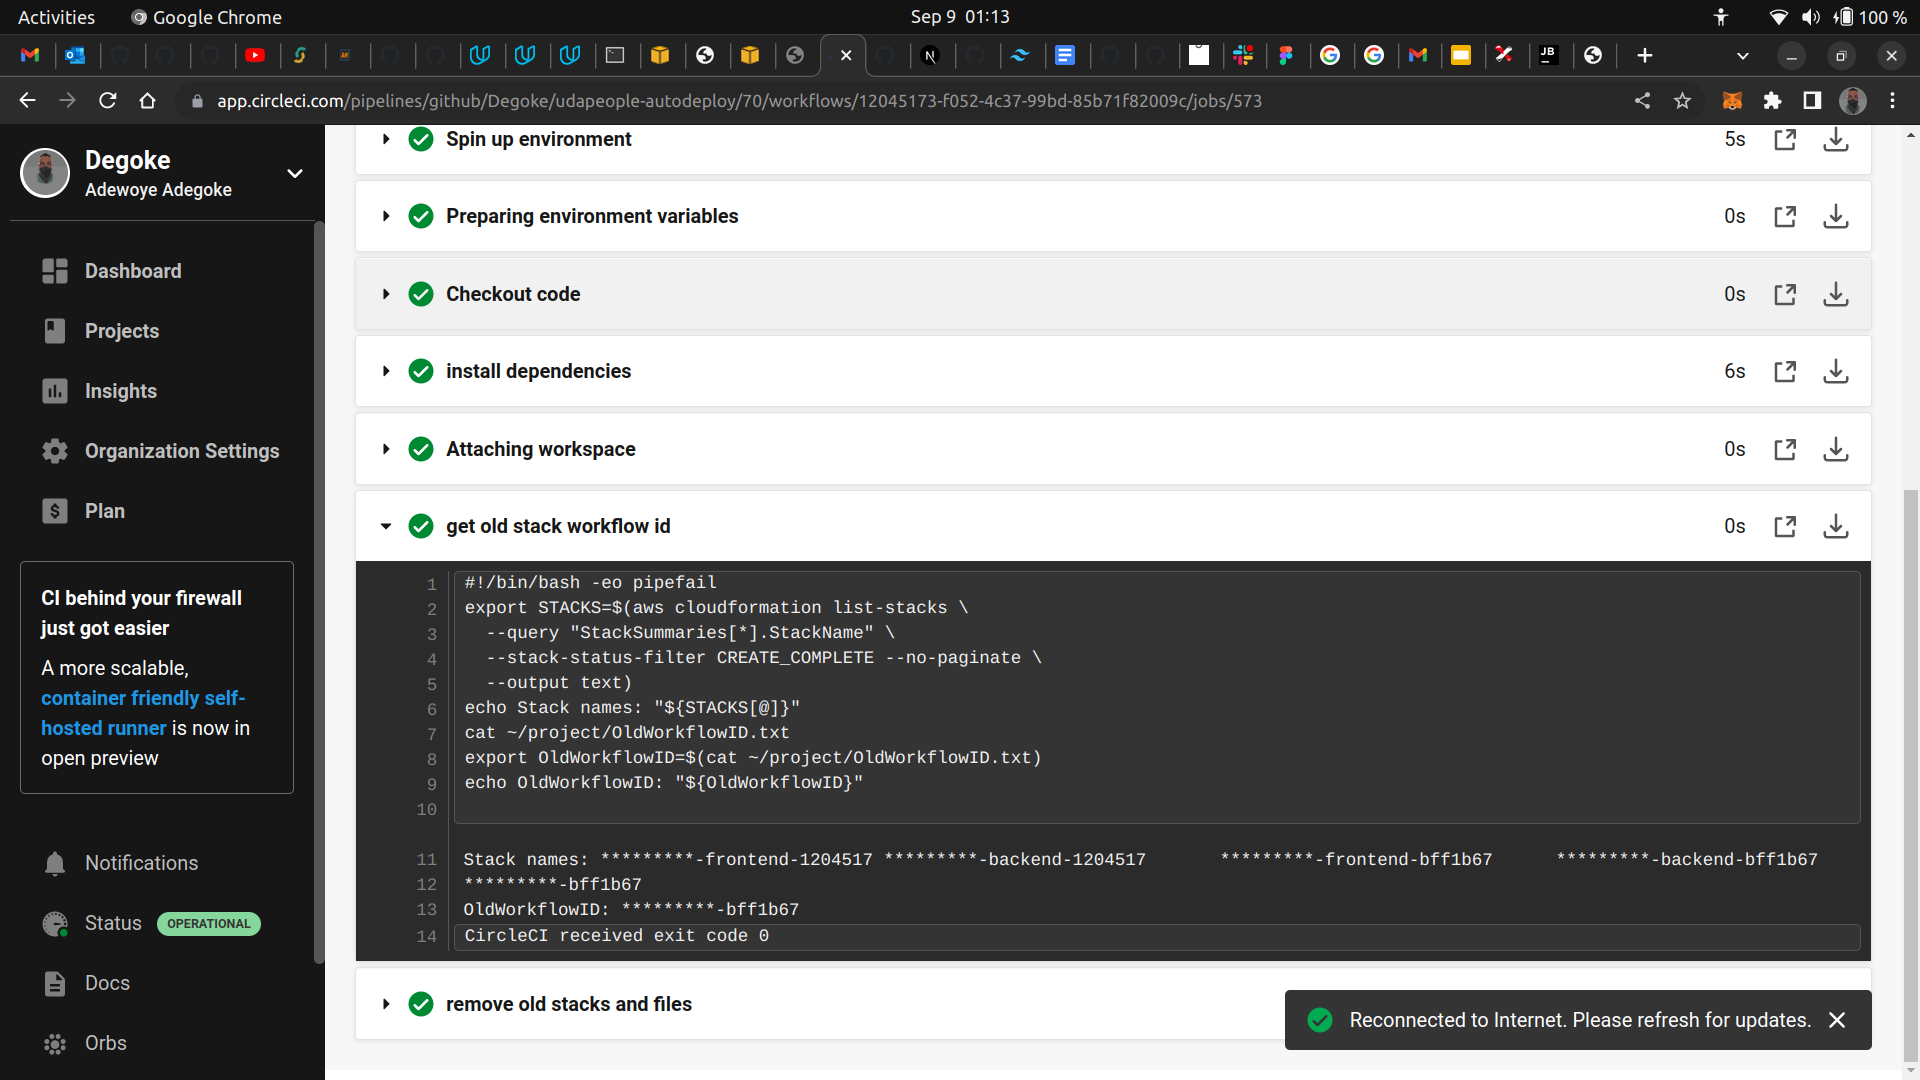 Activities
Google Chrome
Sep 9 01:13
100 %
app.circleci.com/pipelines/github/Degoke/udapeople-autodeploy/70/workflows/12045173-f052-4c37-99bd-85b71f82009c/jobs/573
Degoke
Adewoye Adegoke
Dashboard
Projects
Insights
Organization Settings
Plan
CI behind your firewall
just got easier
A more scalable,
container friendly self-
hosted runner is now in
open preview
Notifications
Status OPERATIONAL
Docs
Orbs
Spin up environment 5s
Preparing environment variables 0s
Checkout code 0s
install dependencies 6s
Attaching workspace 0s
get old stack workflow id 0s
1 #!/bin/bash -eo pipefail
2 export STACKS=$(aws cloudformation list-stacks \
3 --query "StackSummaries[*].StackName" \
4 --stack-status-filter CREATE_COMPLETE --no-paginate \
5 --output text)
6 echo Stack names: "${STACKS[@]}"
7 cat ~/project/OldWorkflowID.txt
8 export OldWorkflowID=$(cat ~/project/OldWorkflowID.txt)
9 echo OldWorkflowID: "${OldWorkflowID}"
10
11 Stack names: *********-frontend-1204517 *********-backend-1204517 *********-frontend-bff1b67 *********-backend-bff1b67
12 *********-bff1b67
13 OldWorkflowID: *********-bff1b67
14 CircleCI received exit code 0
remove old stacks and files
Reconnected to Internet. Please refresh for updates.